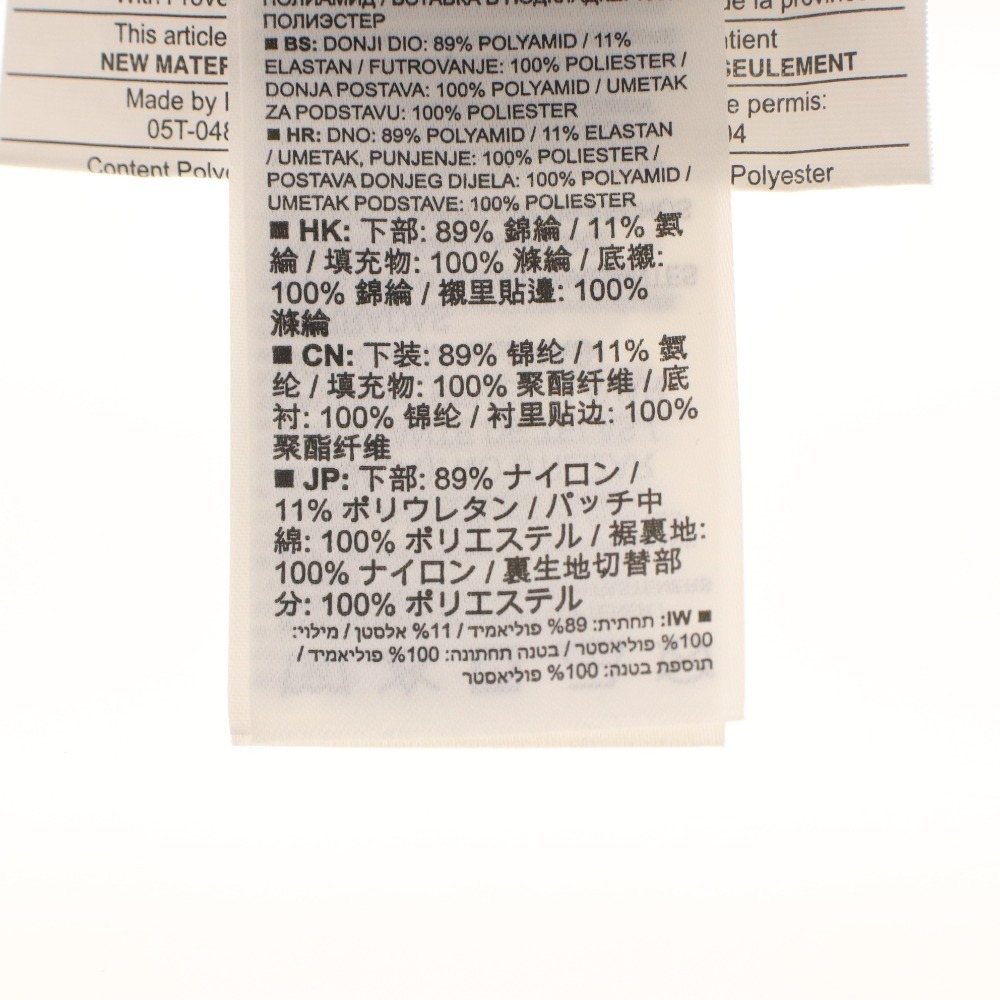 This article
NEW MATER
Made by
05T-048
Content Polye
de la province
tient
SEULEMENT
e permis:
04
Polyester
ПОЛИЭСТЕР
■ BS: DONJI DIO: 89% POLYAMID / 11%
ELASTAN / FUTROVANJE: 100% POLIESTER /
DONJA POSTAVA: 100% POLYAMID / UMETAK
ZA PODSTAVU: 100% POLIESTER
■ HR: DNO: 89% POLYAMID / 11% ELASTAN
/ UMETAK, PUNJENJE: 100% POLIESTER /
POSTAVA DONJEG DIJELA: 100% POLYAMID /
UMETAK PODSTAVE: 100% POLIESTER
■ HK: 下部: 89% 錦綸 / 11% 氨
綸 / 填充物: 100% 滌綸 / 底襯:
100% 錦綸 / 襯里貼邊: 100%
滌綸
■ CN: 下装: 89% 锦纶 / 11% 氨
纶 / 填充物: 100% 聚酯纤维 / 底
衬: 100% 锦纶 / 衬里贴边: 100%
聚酯纤维
■ JP: 下部: 89% ナイロン /
11% ポリウレタン / パッチ中
綿: 100% ポリエステル / 裾裏地:
100% ナイロン / 裏生地切替部
分: 100% ポリエステル
■ IW: תחתית: 89% פוליאמיד / 11% אלסטן / מילוי:
100% פוליאסטר / בטנה תחתונה: 100% פוליאמיד /
תוספת בטנה: 100% פוליאסטר